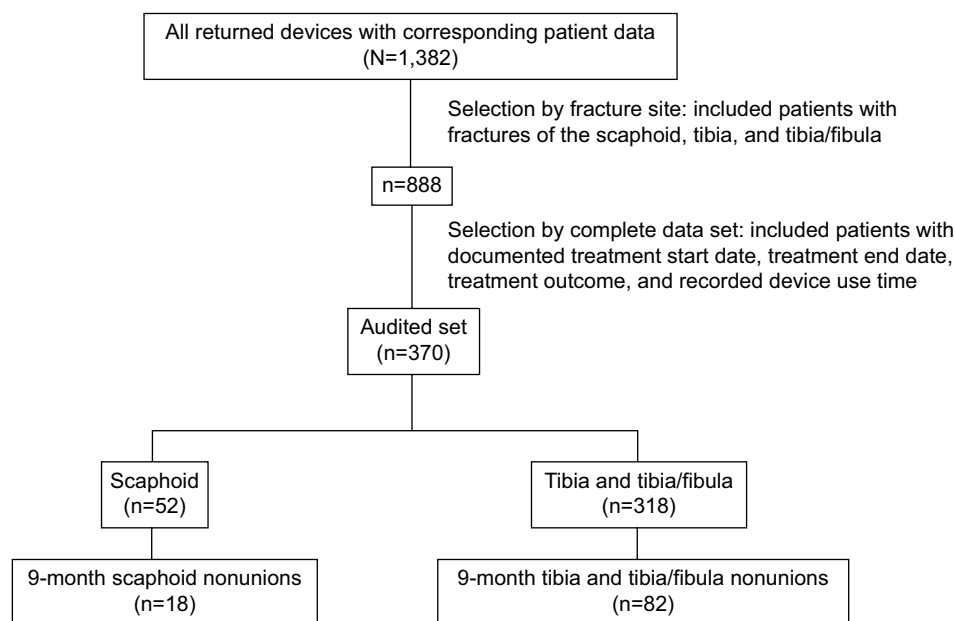 All returned devices with corresponding patient data
(N=1,382)
Selection by fracture site: included patients with
fractures of the scaphoid, tibia, and tibia/fibula
n=888
Selection by complete data set: included patients with
documented treatment start date, treatment end date,
treatment outcome, and recorded device use time
Audited set
(n=370)
Scaphoid
(n=52)
Tibia and tibia/fibula
(n=318)
9-month scaphoid nonunions
(n=18)
9-month tibia and tibia/fibula nonunions
(n=82)